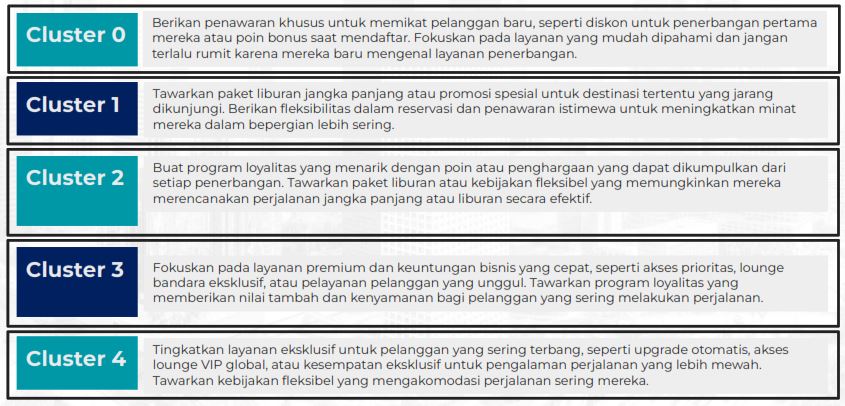 Cluster 0
Berikan penawaran khusus untuk memikat pelanggan baru, seperti diskon untuk penerbangan pertama
mereka atau poin bonus saat mendaftar. Fokuskan pada layanan yang mudah dipahami dan jangan
terlalu rumit karena mereka baru mengenal layanan penerbangan.
Cluster 1
Tawarkan paket liburan jangka panjang atau promosi spesial untuk destinasi tertentu yang jarang
dikunjungi. Berikan fleksibilitas dalam reservasi dan penawaran istimewa untuk meningkatkan minat
mereka dalam bepergian lebih sering.
Cluster 2
Buat program loyalitas yang menarik dengan poin atau penghargaan yang dapat dikumpulkan dari
setiap penerbangan. Tawarkan paket liburan atau kebijakan fleksibel yang memungkinkan mereka
merencanakan perjalanan jangka panjang atau liburan secara efektif.
Cluster 3
Fokuskan pada layanan premium dan keuntungan bisnis yang cepat, seperti akses prioritas, lounge
bandara eksklusif, atau pelayanan pelanggan yang unggul. Tawarkan program loyalitas yang
memberikan nilai tambah dan kenyamanan bagi pelanggan yang sering melakukan perjalanan.
Cluster 4
Tingkatkan layanan eksklusif untuk pelanggan yang sering terbang, seperti upgrade otomatis, akses
lounge VIP global, atau kesempatan eksklusif untuk pengalaman perjalanan yang lebih mewah.
Tawarkan kebijakan fleksibel yang mengakomodasi perjalanan sering mereka.